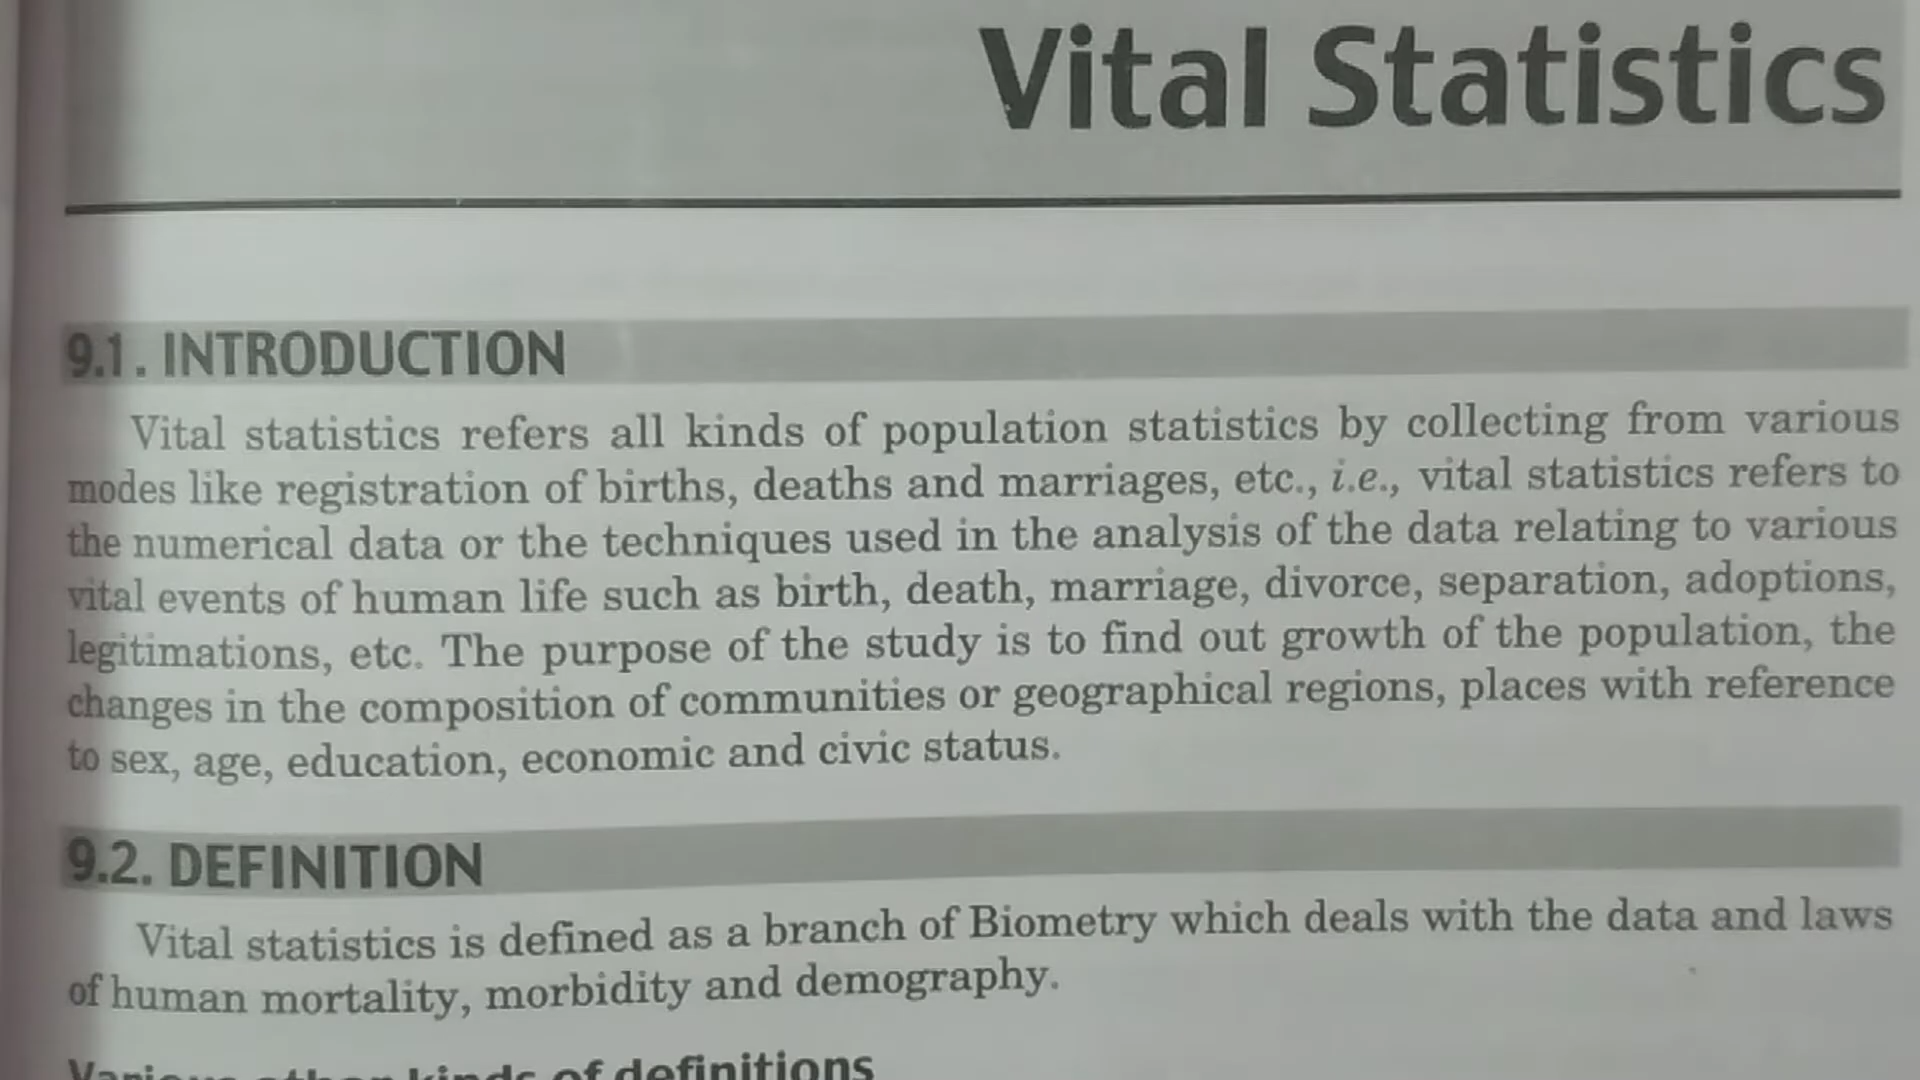 Vital Statistics
9.1. INTRODUCTION
Vital statistics refers all kinds of population statistics by collecting from various
modes like registration of births, deaths and marriages, etc., i.e., vital statistics refers to
the numerical data or the techniques used in the analysis of the data relating to various
vital events of human life such as birth, death, marriage, divorce, separation, adoptions,
legitimations, etc. The purpose of the study is to find out growth of the population, the
changes in the composition of communities or geographical regions, places with reference
to sex, age, education, economic and civic status.
9.2. DEFINITION
Vital statistics is defined as a branch of Biometry which deals with the data and laws
of human mortality, morbidity and demography.
Various other kinds of definitions